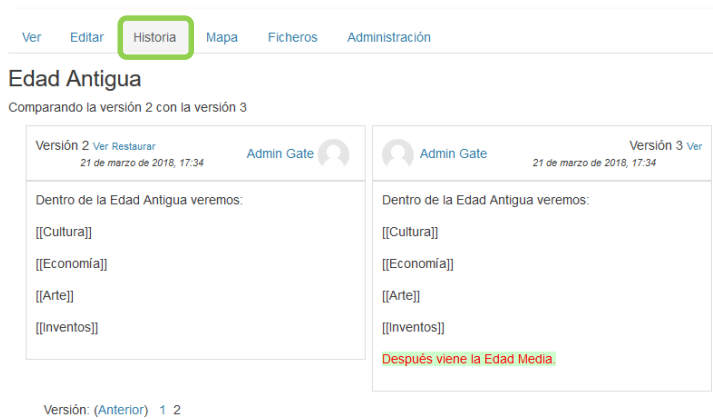 Ver Editar Historia Mapa Ficheros Administración
Edad Antigua
Comparando la versión 2 con la versión 3
Versión 2 Ver Restaurar
21 de marzo de 2018, 17:34
Admin Gate
Dentro de la Edad Antigua veremos:
[[Cultura]]
[[Economía]]
[[Arte]]
[[Inventos]]
Admin Gate
Versión 3 Ver
21 de marzo de 2018, 17:34
Dentro de la Edad Antigua veremos:
[[Cultura]]
[[Economía]]
[[Arte]]
[[Inventos]]
Después viene la Edad Media.
Versión: (Anterior) 1 2